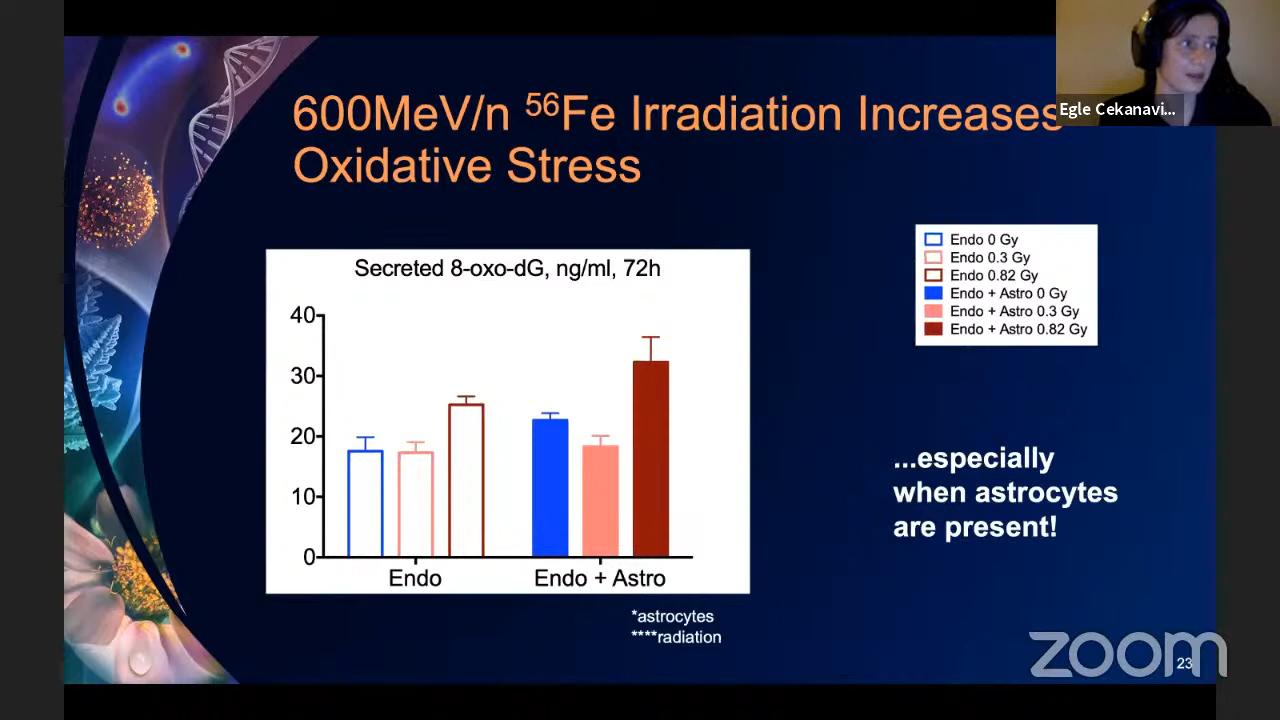 600MeV/n ⁵⁶Fe Irradiation Increases
Oxidative Stress
Egle Cekanavi...
Secreted 8-oxo-dG, ng/ml, 72h
40
30
20
10
0
Endo
Endo + Astro
*astrocytes
****radiation
Endo 0 Gy
Endo 0.3 Gy
Endo 0.82 Gy
Endo + Astro 0 Gy
Endo + Astro 0.3 Gy
Endo + Astro 0.82 Gy
...especially
when astrocytes
are present!
zoom
23